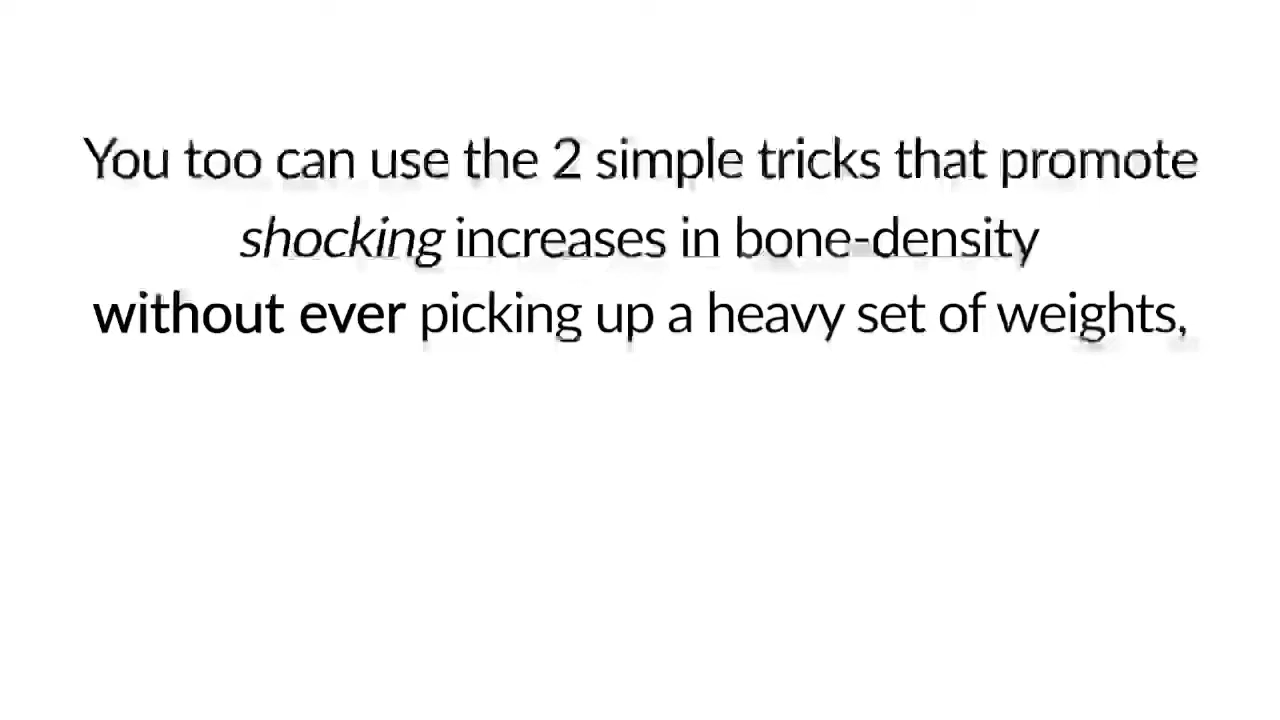 You too can use the 2 simple tricks that promote
shocking increases in bone-density
without ever picking up a heavy set of weights,